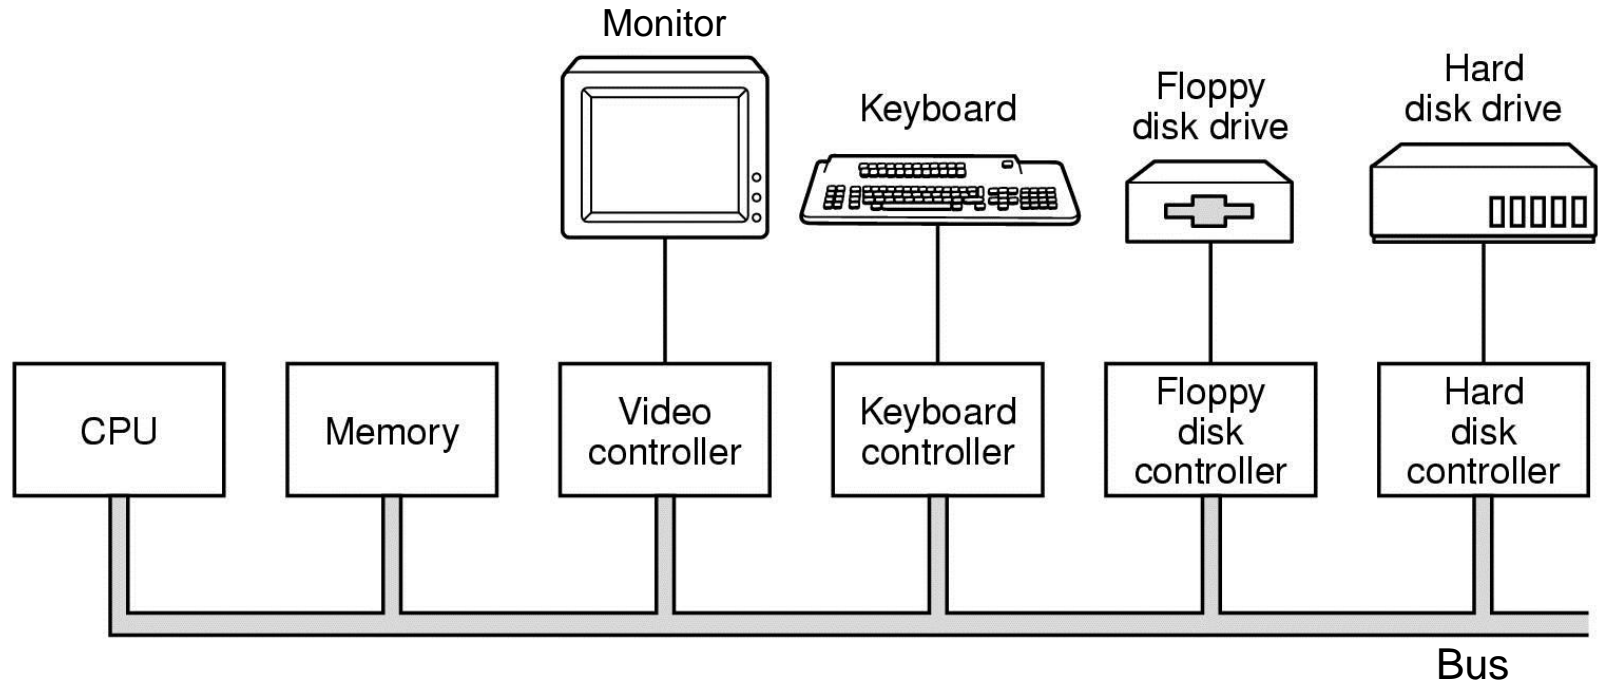 Monitor
Keyboard
Floppy
disk drive
Hard
disk drive
CPU
Memory
Video
controller
Keyboard
controller
Floppy
disk
controller
Hard
disk
controller
Bus